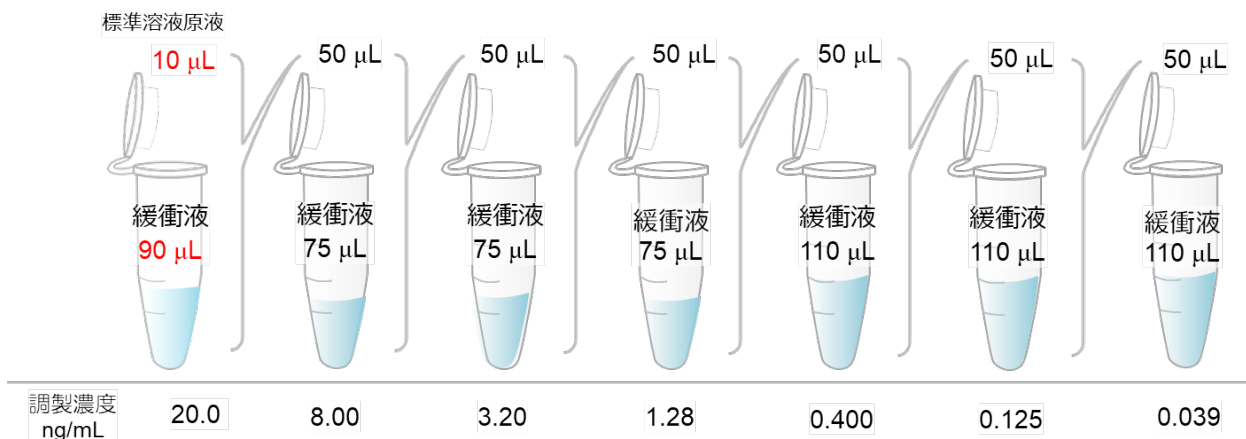 標準溶液原液
10 μL
50 μL
50 μL
50 μL
50 μL
50 μL
50 μL
緩衝液
90 μL
緩衝液
75 μL
緩衝液
75 μL
緩衝液
75 μL
緩衝液
110 μL
緩衝液
110 μL
緩衝液
110 μL
調製濃度
ng/mL
20.0
8.00
3.20
1.28
0.400
0.125
0.039